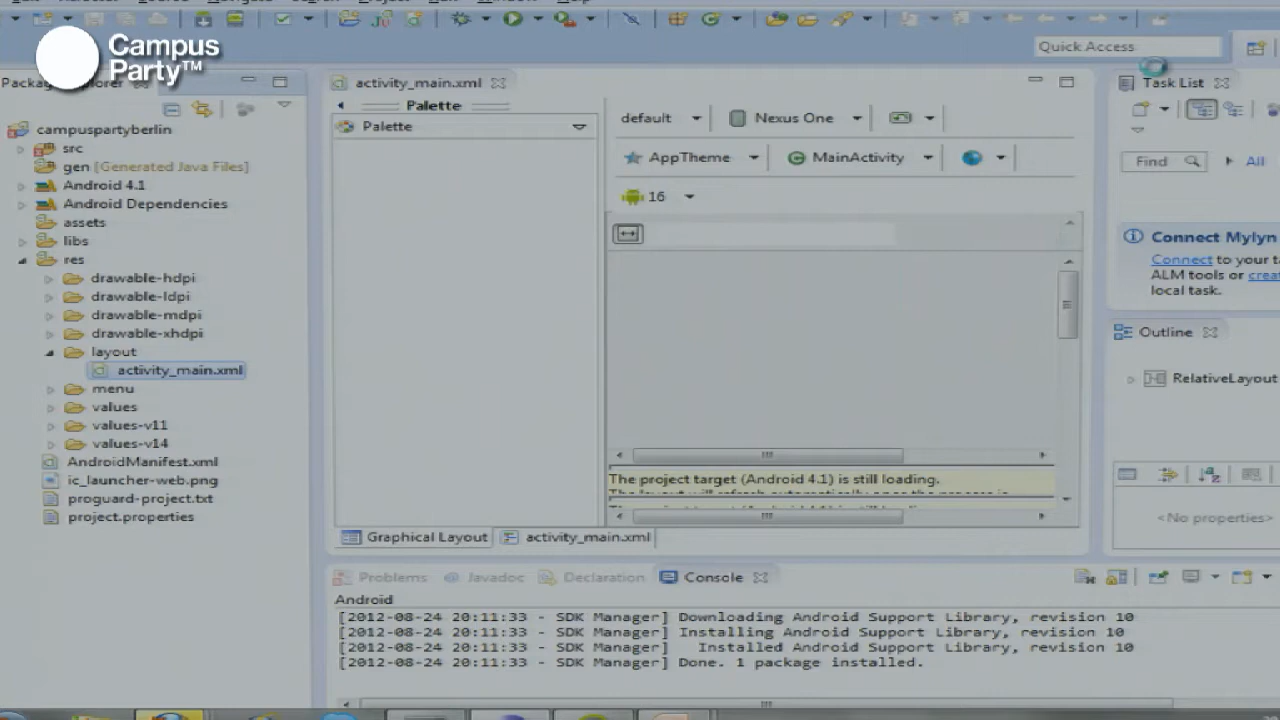 Campus
Party™
Quick Access
activity_main.xml
Task List
Palette
Palette
default
Nexus One
AppTheme
MainActivity
16
Find
All
Connect Mylyn
Connect to your
ALM tools or
local task.
Outline
RelativeLayout
<No properties>
campuspartyberlin
src
gen [Generated Java Files]
Android 4.1
Android Dependencies
assets
libs
res
drawable-hdpi
drawable-ldpi
drawable-mdpi
drawable-xhdpi
layout
activity_main.xml
menu
values
values-v11
values-v14
AndroidManifest.xml
ic_launcher-web.png
proguard-project.txt
project.properties
The project target (Android 4.1) is still loading.
Graphical Layout
activity_main.xml
Problems
Javadoc
Declaration
Console
Android
[2012-08-24 20:11:33 - SDK Manager] Downloading Android Support Library, revision 10
[2012-08-24 20:11:33 - SDK Manager] Installing Android Support Library, revision 10
[2012-08-24 20:11:33 - SDK Manager] Installed Android Support Library, revision 10
[2012-08-24 20:11:33 - SDK Manager] Done. 1 package installed.